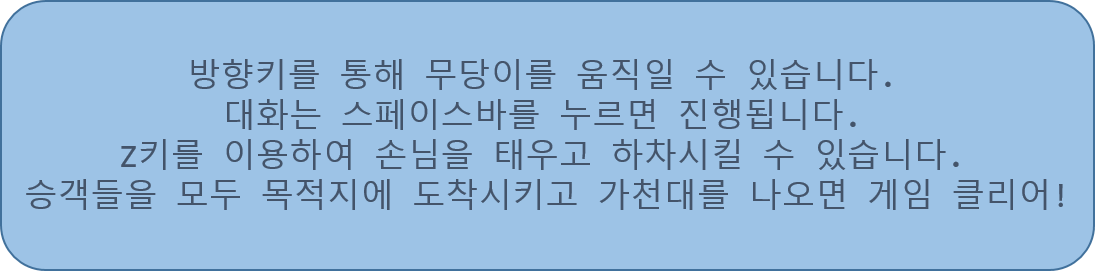 방향키를 통해 무당이를 움직일 수 있습니다.
대화는 스페이스바를 누르면 진행됩니다.
z키를 이용하여 손님을 태우고 하차시킬 수 있습니다.
승객들을 모두 목적지에 도착시키고 가천대를 나오면 게임 클리어!